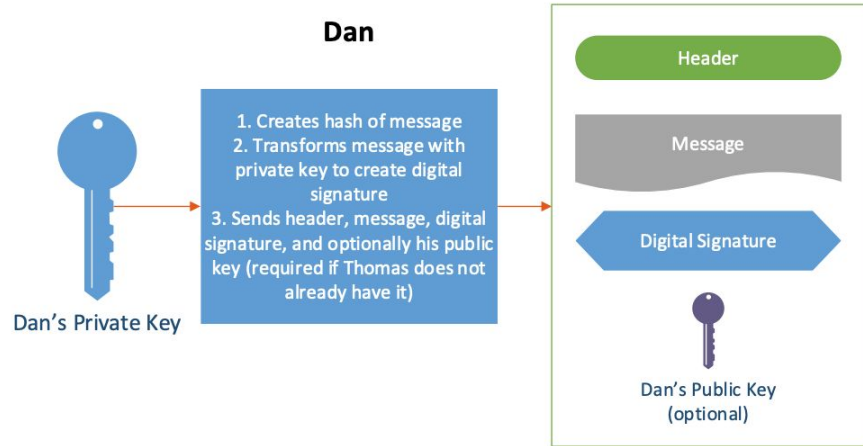 Dan
Dan's Private Key
1. Creates hash of message
2. Transforms message with
private key to create digital
signature
3. Sends header, message, digital
signature, and optionally his public
key (required if Thomas does not
already have it)
Header
Message
Digital Signature
Dan's Public Key
(optional)